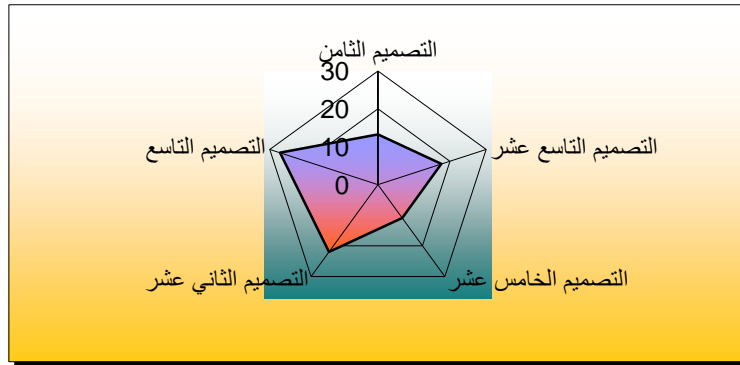 التصميم الثامن
30
20
التصميم التاسع عشر
التصميم التاسع
10
0
التصميم الخامس عشر
التصميم الثاني عشر